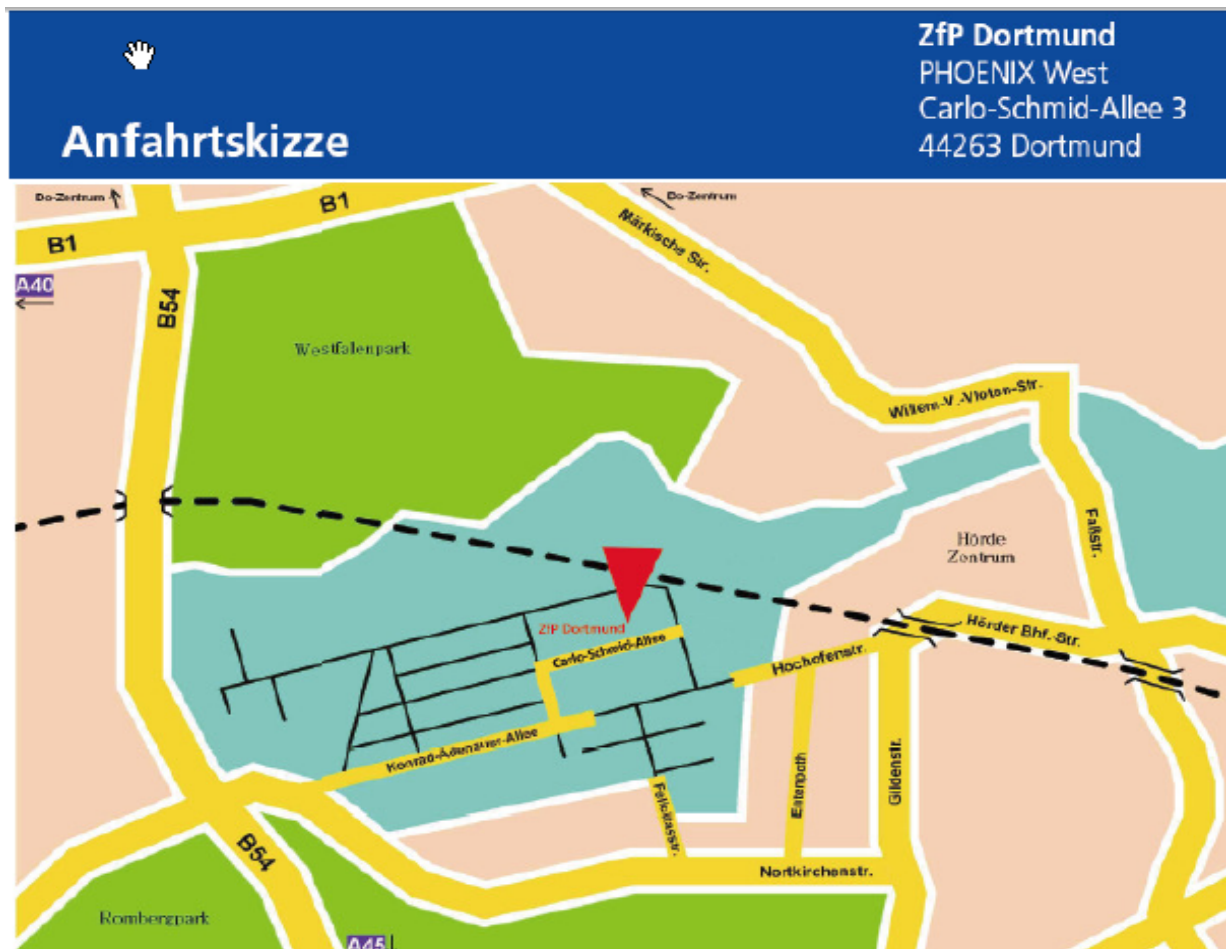 ZfP Dortmund
PHOENIX West
Carlo-Schmid-Allee 3
44263 Dortmund
Anfahrtskizze
Do-Zentrum
B1
B1
Do-Zentrum
Märkische Str.
A40
B54
Westfalenpark
Willem-V.-Vloten-Str.
Faßstr.
Hörde
Zentrum
ZfP Dortmund
Carlo-Schmid-Allee
Hörder Bhf.-Str.
Hochofenstr.
Konrad-Adenauer-Allee
Felicitasstr.
Gildenstr.
B54
Nortkirchenstr.
Rombergpark
A45